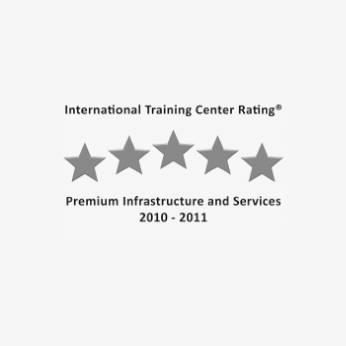 International Training Center Rating®
Premium Infrastructure and Services
2010 - 2011